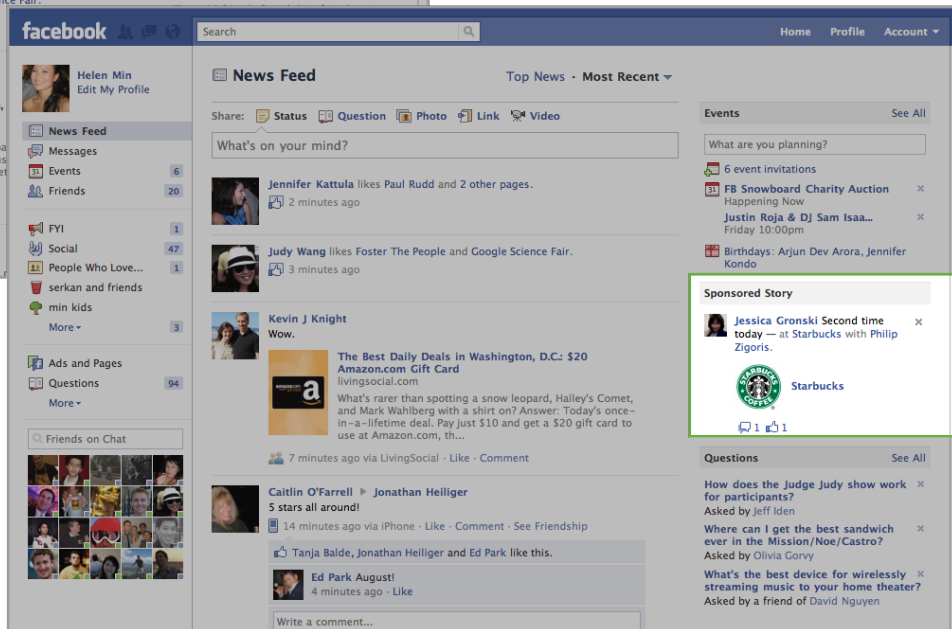 nce Fair.
facebook
Search
Home Profile Account
Helen Min
Edit My Profile
News Feed
Messages
Events 6
Friends 20
FYI 1
Social 47
People Who Love... 1
serkan and friends
min kids
More 3
Ads and Pages
Questions 94
More
Friends on Chat
News Feed
Top News · Most Recent
Share: Status Question Photo Link Video
What's on your mind?
Jennifer Kattula likes Paul Rudd and 2 other pages.
2 minutes ago
Judy Wang likes Foster The People and Google Science Fair.
3 minutes ago
Kevin J Knight
Wow.
amazon.com
a
The Best Daily Deals in Washington, D.C.: $20
Amazon.com Gift Card
livingsocial.com
What's rarer than spotting a snow leopard, Halley's Comet,
and Mark Wahlberg with a shirt on? Answer: Today's once-
in-a-lifetime deal. Pay just $10 and get a $20 gift card to
use at Amazon.com, th...
7 minutes ago via LivingSocial · Like · Comment
Caitlin O'Farrell ▶ Jonathan Heiliger
5 stars all around!
14 minutes ago via iPhone · Like · Comment · See Friendship
Tanja Balde, Jonathan Heiliger and Ed Park like this.
Ed Park August!
4 minutes ago · Like
Write a comment...
Events See All
What are you planning?
6 event invitations
31 FB Snowboard Charity Auction
Happening Now
Justin Roja & DJ Sam Isaa...
Friday 10:00pm
Birthdays: Arjun Dev Arora, Jennifer
Kondo
Sponsored Story
Jessica Gronski Second time
today — at Starbucks with Philip
Zigoris.
STARBUCKS
COFFEE
Starbucks
1 1
Questions See All
How does the Judge Judy show work
for participants?
Asked by Jeff Iden
Where can I get the best sandwich
ever in the Mission/Noe/Castro?
Asked by Olivia Gorvy
What's the best device for wirelessly
streaming music to your home theater?
Asked by a friend of David Nguyen